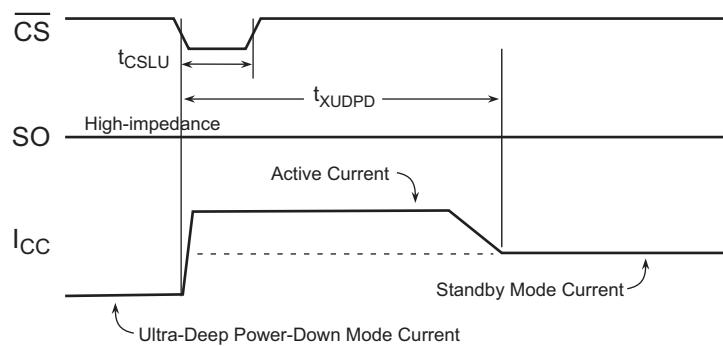 CS
tCSLU
tXUDPD
High-impedance
SO
Active Current
ICC
Standby Mode Current
Ultra-Deep Power-Down Mode Current